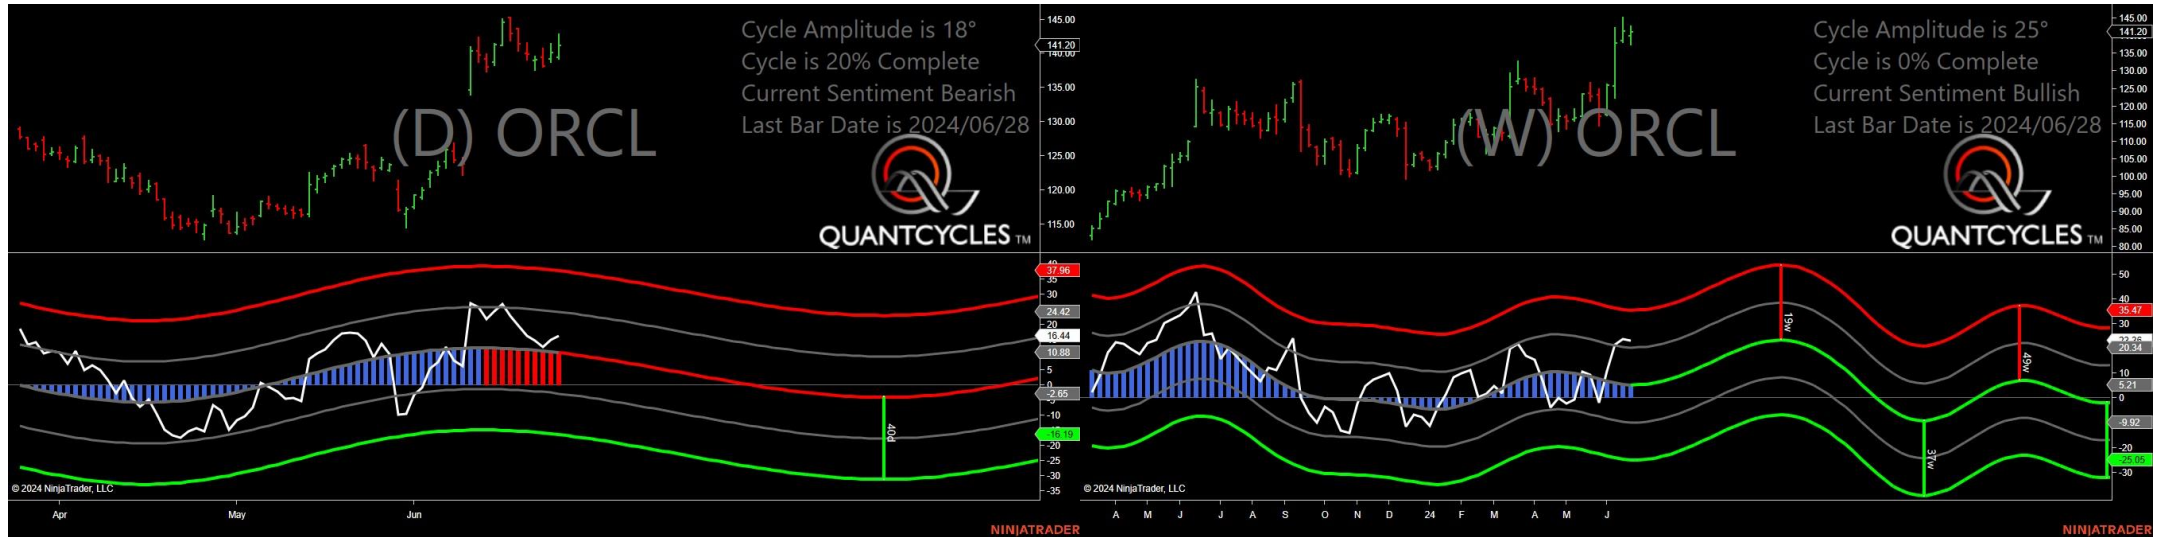 Cycle Amplitude is 18°
Cycle is 20% Complete
Current Sentiment Bearish
Last Bar Date is 2024/06/28
(D) ORCL
QUANTCYCLES TM
145.00
141.20
140.00
135.00
130.00
125.00
120.00
115.00
37.96
35
30
24.42
20
16.44
10.88
5
0
-2.65
-10
-16.19
-20
-25
-30
-35
40d
© 2024 NinjaTrader, LLC
Apr May Jun
NINJATRADER
Cycle Amplitude is 25°
Cycle is 0% Complete
Current Sentiment Bullish
Last Bar Date is 2024/06/28
(W) ORCL
QUANTCYCLES TM
145.00
141.20
135.00
130.00
125.00
120.00
115.00
110.00
105.00
100.00
95.00
90.00
85.00
80.00
50
40
35.47
30
20.34
10
5.21
0
-9.92
-20
-25.05
-30
19w
49w
37w
© 2024 NinjaTrader, LLC
A M J J A S O N D 24 F M A M J
NINJATRADER